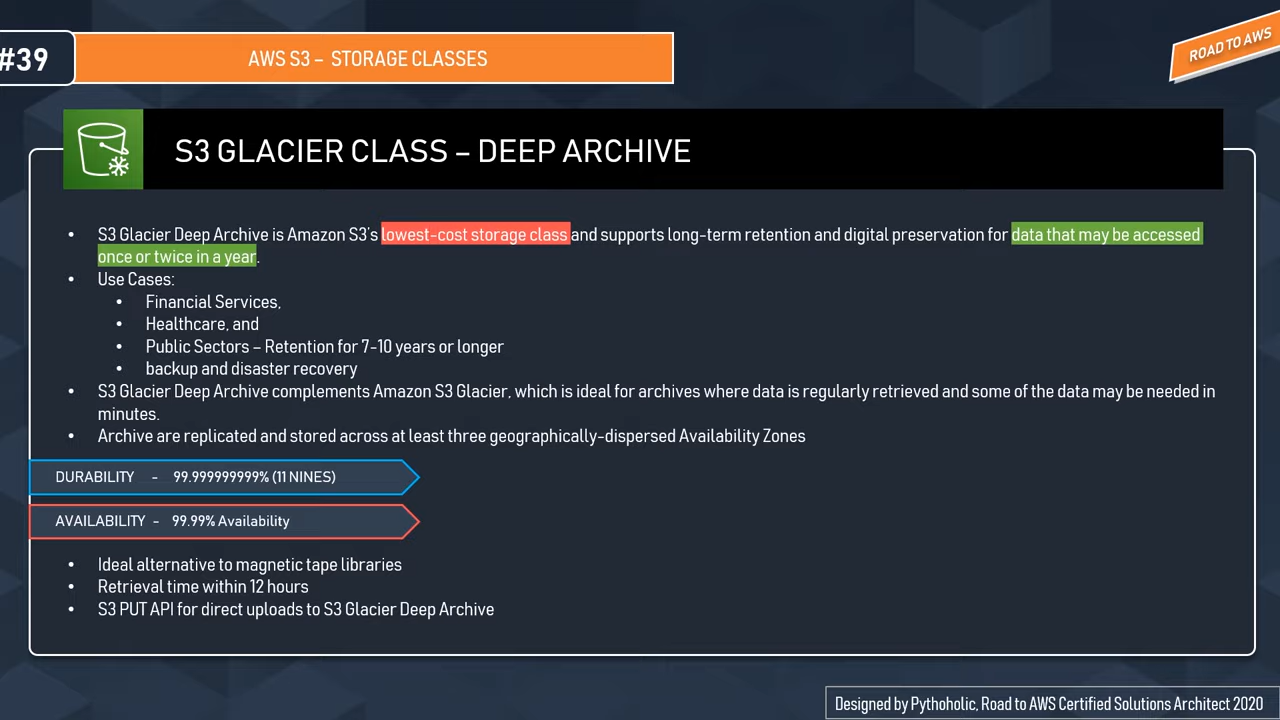 #39
AWS S3 – STORAGE CLASSES
ROAD TO AWS
S3 GLACIER CLASS – DEEP ARCHIVE
• S3 Glacier Deep Archive is Amazon S3's lowest-cost storage class and supports long-term retention and digital preservation for data that may be accessed
once or twice in a year.
• Use Cases:
• Financial Services,
• Healthcare, and
• Public Sectors – Retention for 7-10 years or longer
• backup and disaster recovery
• S3 Glacier Deep Archive complements Amazon S3 Glacier, which is ideal for archives where data is regularly retrieved and some of the data may be needed in
minutes.
• Archive are replicated and stored across at least three geographically-dispersed Availability Zones
DURABILITY - 99.999999999% (11 NINES)
AVAILABILITY - 99.99% Availability
• Ideal alternative to magnetic tape libraries
• Retrieval time within 12 hours
• S3 PUT API for direct uploads to S3 Glacier Deep Archive
Designed by Pythoholic, Road to AWS Certified Solutions Architect 2020